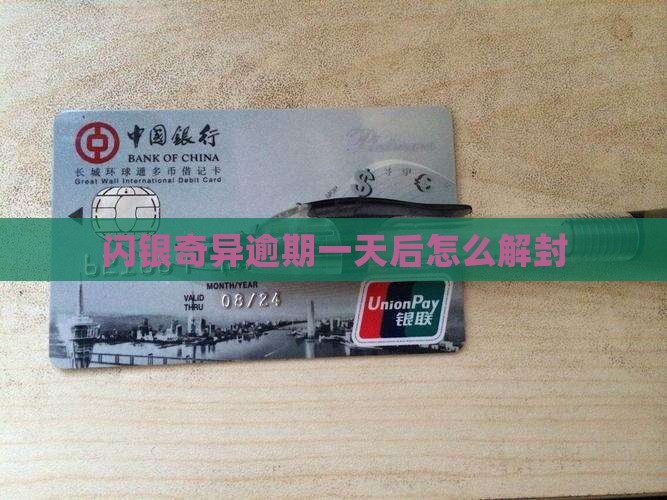 中国银行
BANK OF CHINA
长城环球通多币借记卡
Great Wall International Debit Card
Platinum
闪银奇异逾期一天后怎么解封
MONTH/YEAR
VALID THRU 08/24
UnionPay
银联